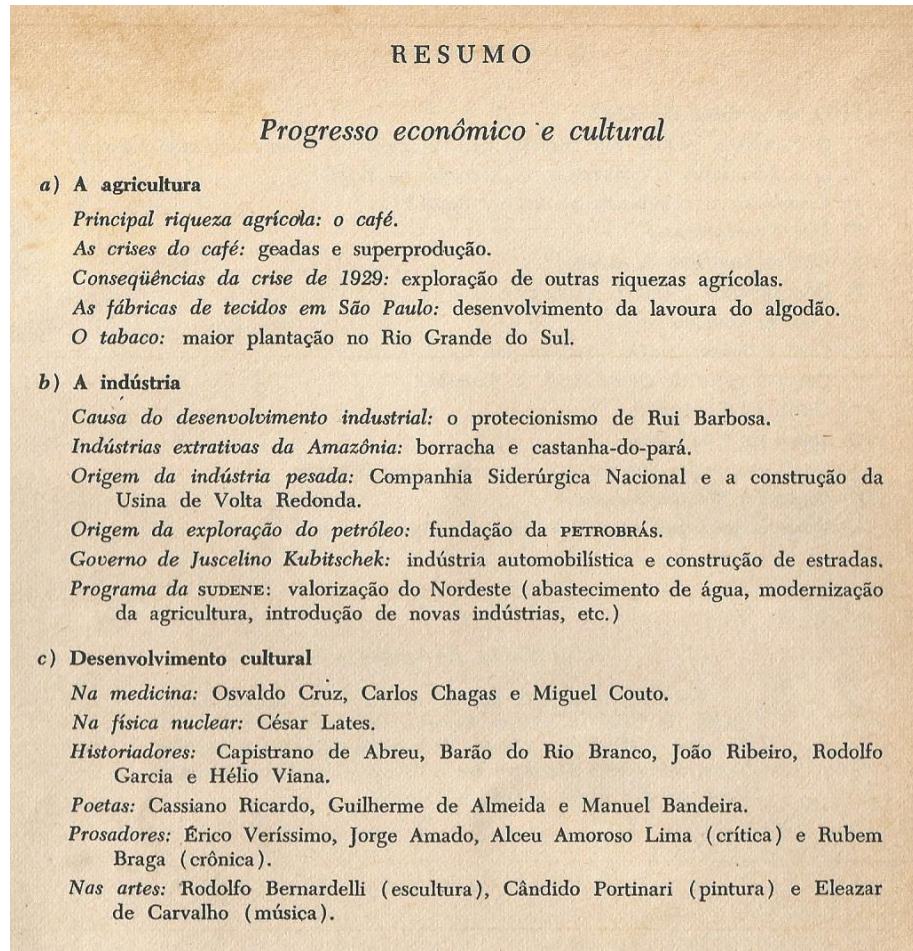 RESUMO
Progresso econômico e cultural
a) A agricultura
Principal riqueza agrícola: o café.
As crises do café: geadas e superprodução.
Conseqüências da crise de 1929: exploração de outras riquezas agrícolas.
As fábricas de tecidos em São Paulo: desenvolvimento da lavoura do algodão.
O tabaco: maior plantação no Rio Grande do Sul.
b) A indústria
Causa do desenvolvimento industrial: o protecionismo de Rui Barbosa.
Indústrias extrativas da Amazônia: borracha e castanha-do-pará.
Origem da indústria pesada: Companhia Siderúrgica Nacional e a construção da
Usina de Volta Redonda.
Origem da exploração do petróleo: fundação da PETROBRÁS.
Governo de Juscelino Kubitschek: indústria automobilística e construção de estradas.
Programa da SUDENE: valorização do Nordeste (abastecimento de água, modernização
da agricultura, introdução de novas indústrias, etc.)
c) Desenvolvimento cultural
Na medicina: Osvaldo Cruz, Carlos Chagas e Miguel Couto.
Na física nuclear: César Lates.
Historiadores: Capistrano de Abreu, Barão do Rio Branco, João Ribeiro, Rodolfo
Garcia e Hélio Viana.
Poetas: Cassiano Ricardo, Guilherme de Almeida e Manuel Bandeira.
Prosadores: Érico Veríssimo, Jorge Amado, Alceu Amoroso Lima (crítica) e Rubem
Braga (crônica).
Nas artes: Rodolfo Bernardelli (escultura), Cândido Portinari (pintura) e Eleazar
de Carvalho (música).